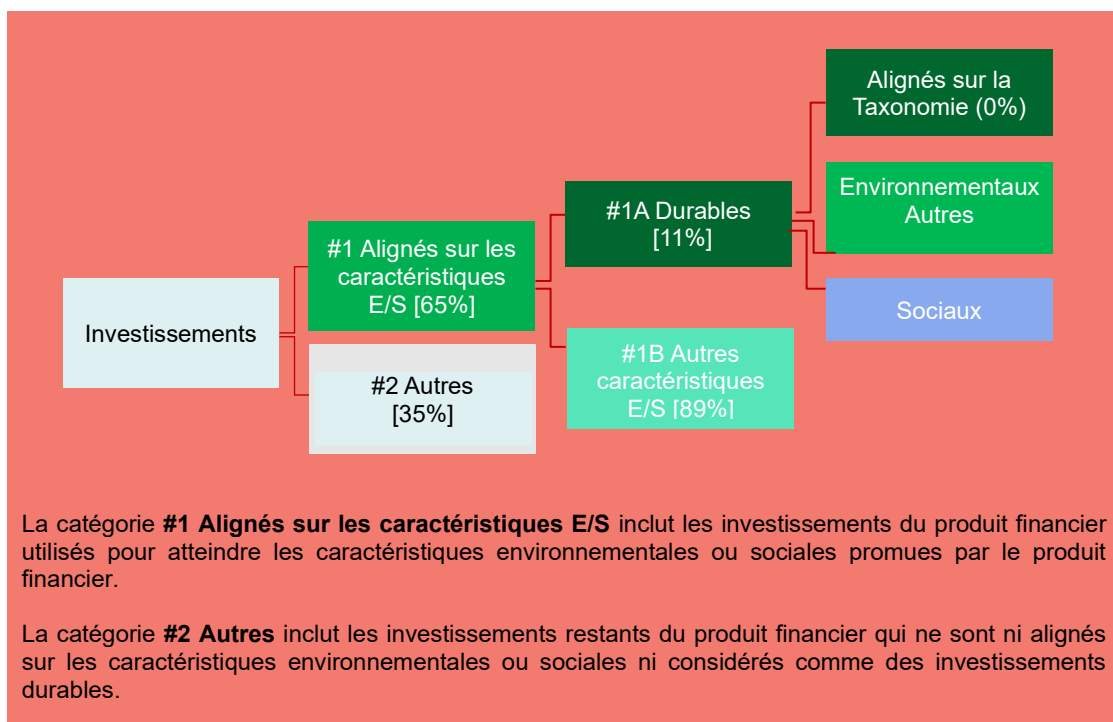 Alignés sur la
Taxonomie (0%)
Environnementaux
Autres
#1A Durables
[11%]
#1 Alignés sur les
caractéristiques
E/S [65%]
Sociaux
Investissements
#1B Autres
caractéristiques
E/S [89%]
#2 Autres
[35%]
La catégorie #1 Alignés sur les caractéristiques E/S inclut les investissements du produit financier
utilisés pour atteindre les caractéristiques environnementales ou sociales promues par le produit
financier.
La catégorie #2 Autres inclut les investissements restants du produit financier qui ne sont ni alignés
sur les caractéristiques environnementales ou sociales ni considérés comme des investissements
durables.